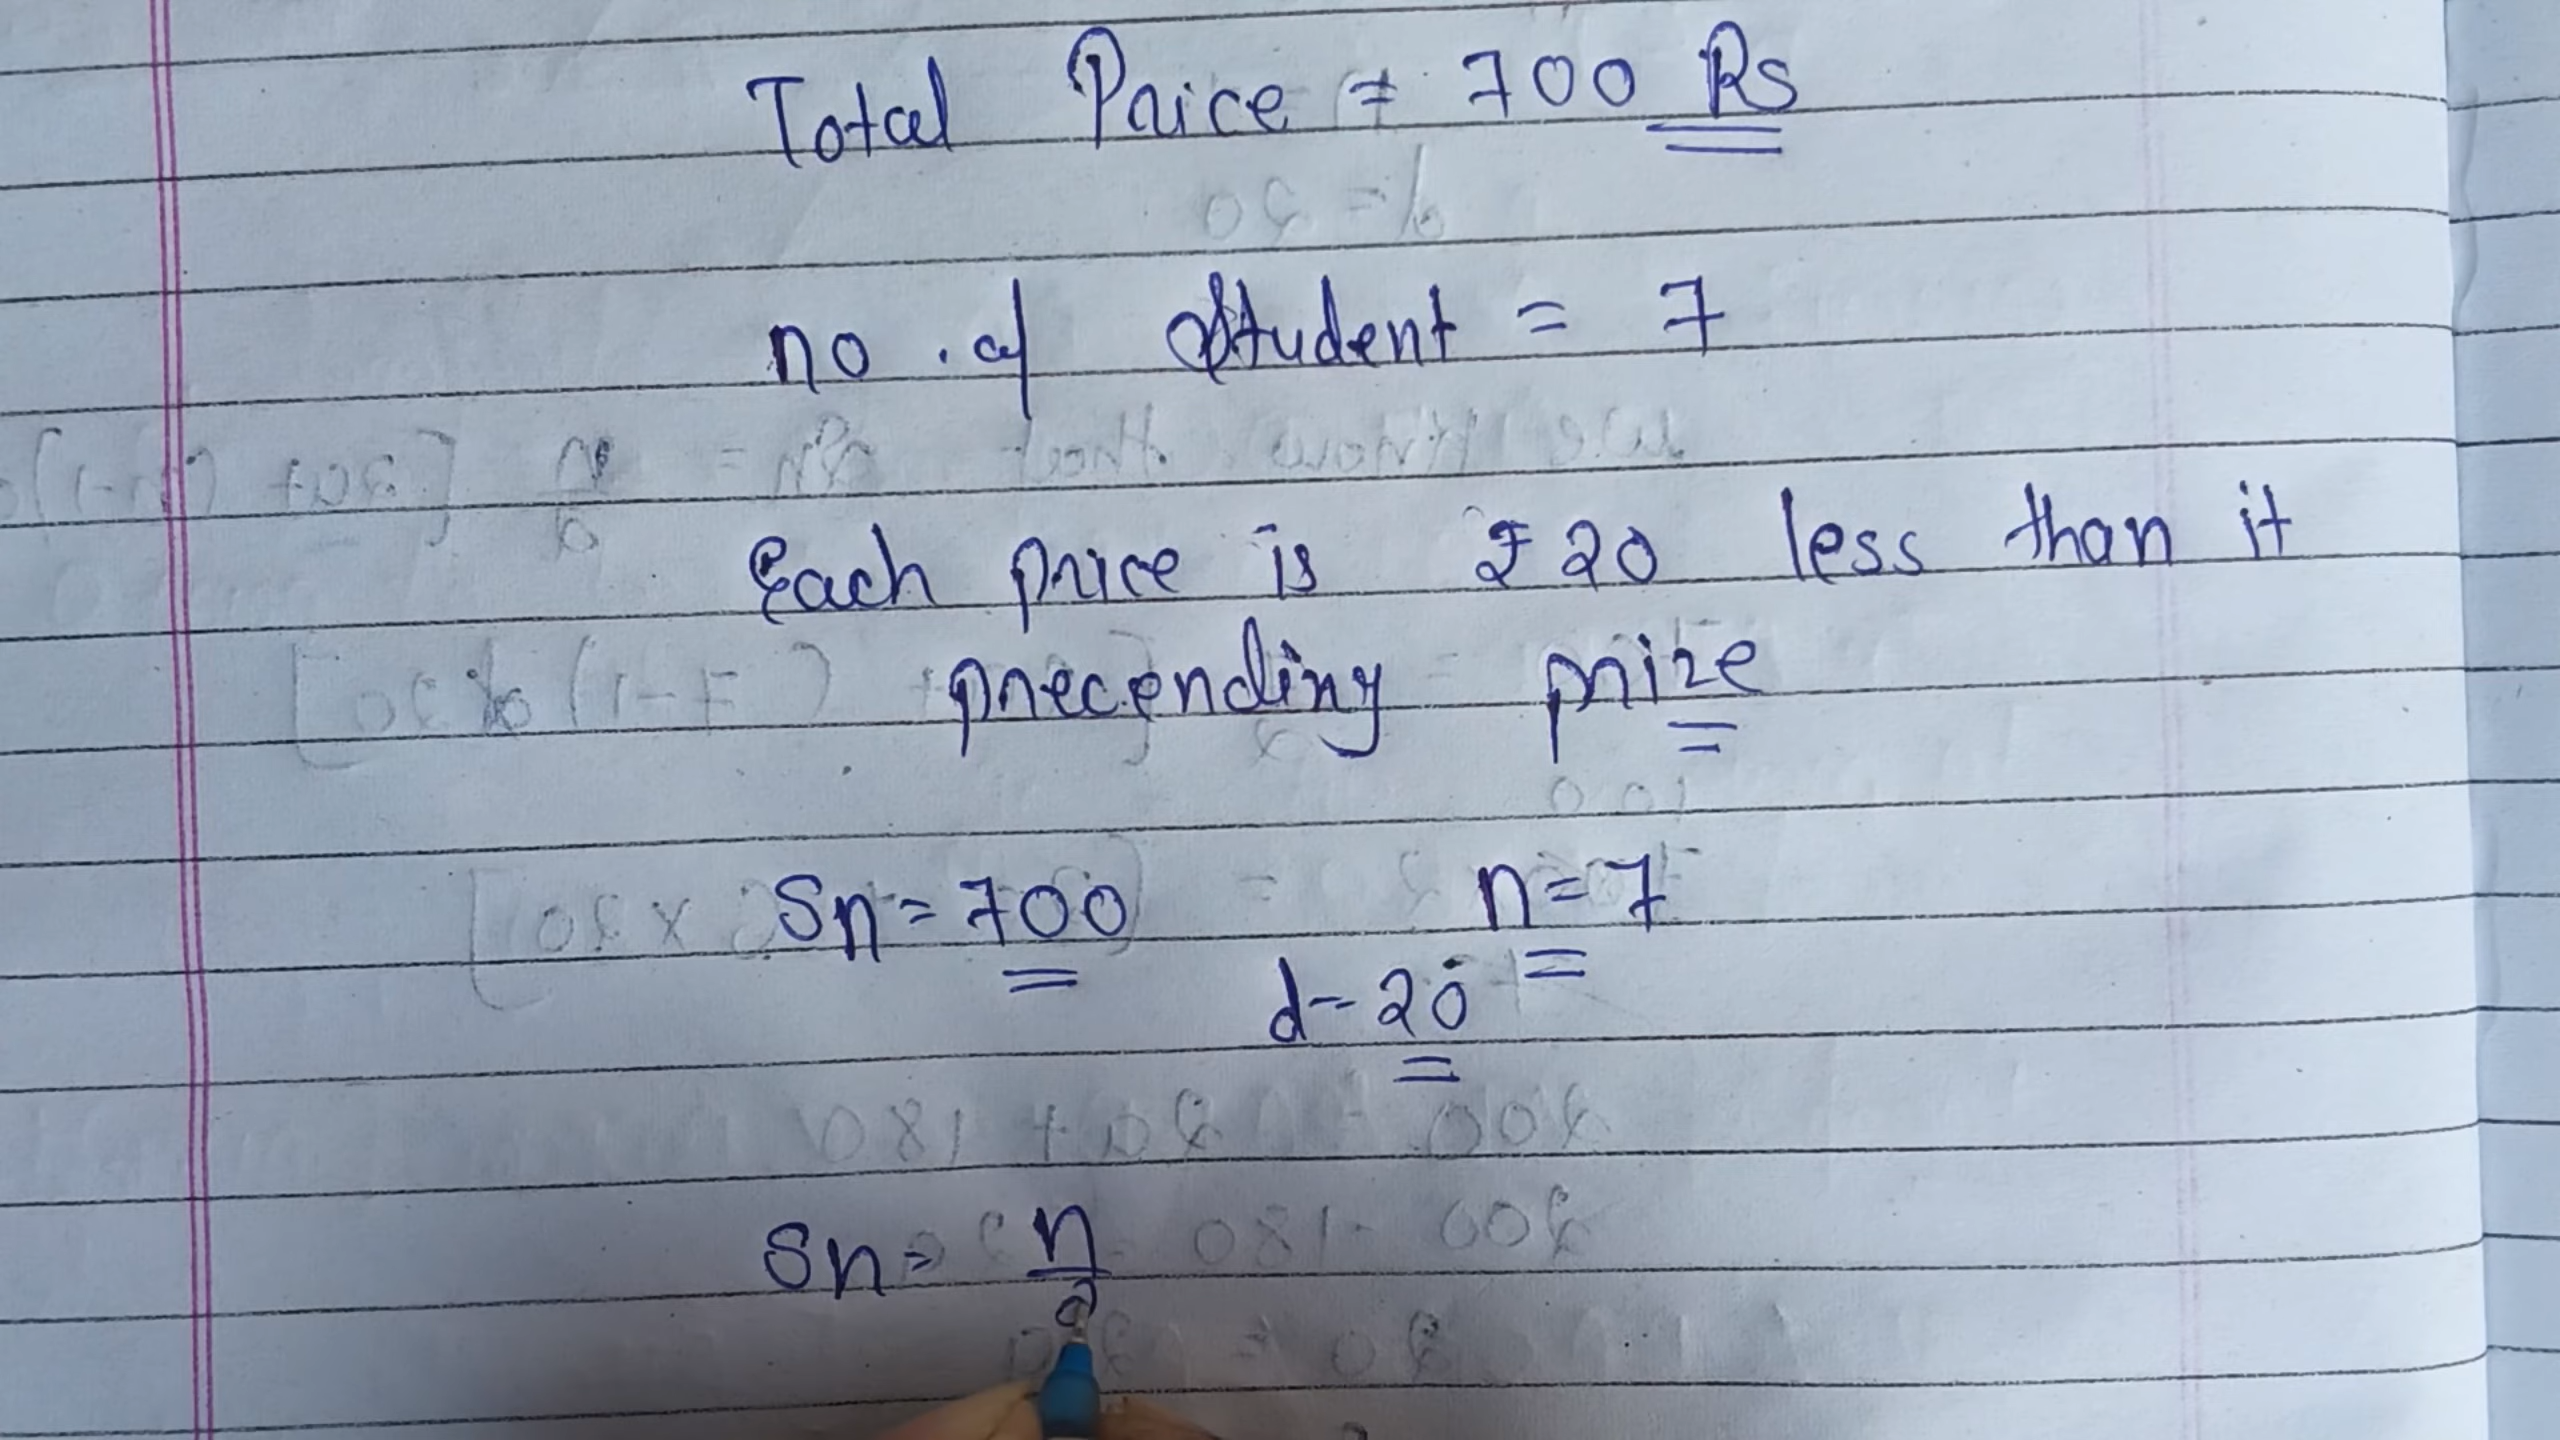 Total Price = 700 Rs
no. of Student = 7
Each price is ₹20 less than it
precending prize
Sn = 700 n = 7
d - 20
Sn = n/2